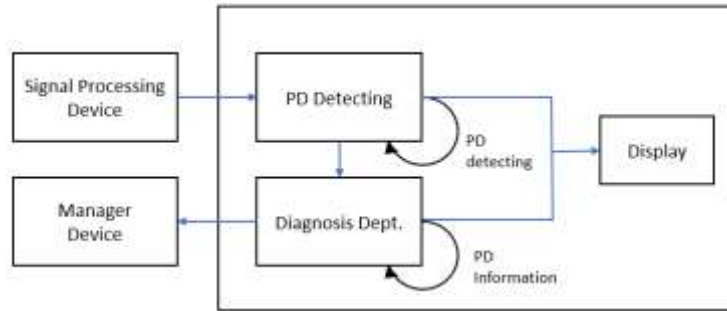 Signal Processing
Device
PD Detecting
PD
detecting
Display
Manager
Device
Diagnosis Dept.
PD
Information